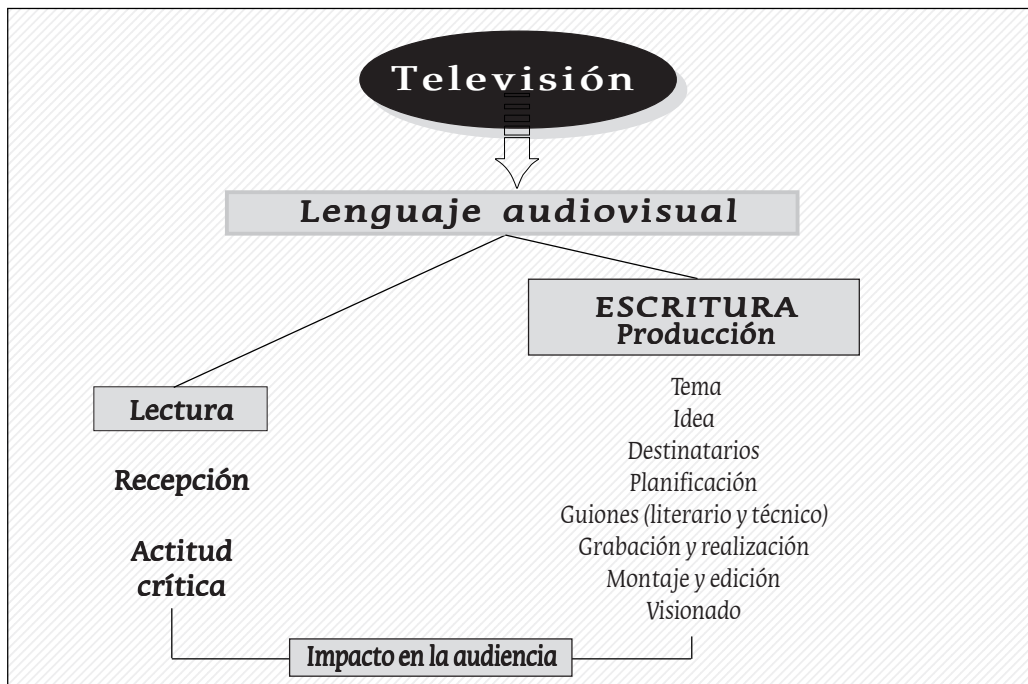 Televisión
Lenguaje audiovisual
Lectura
Recepción
Actitud
crítica
ESCRITURA
Producción
Tema
Idea
Destinatarios
Planificación
Guiones (literario y técnico)
Grabación y realización
Montaje y edición
Visionado
Impacto en la audiencia